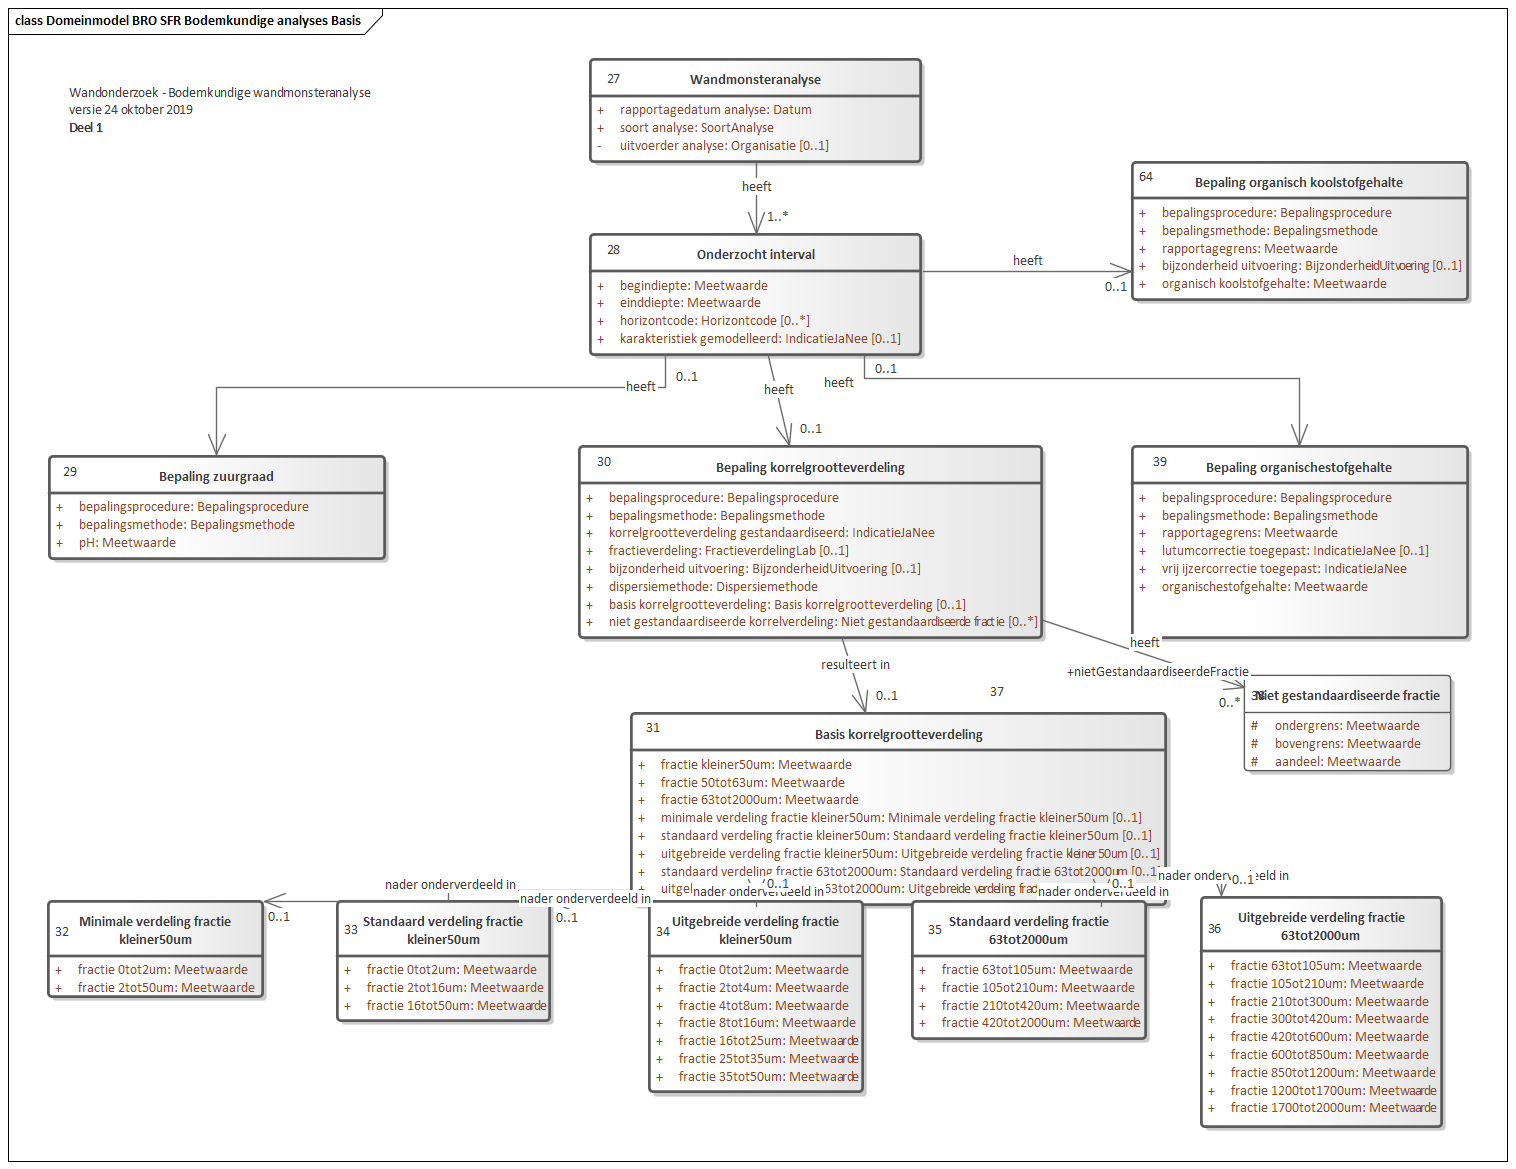 class Domeinmodel BRO SFR Bodemkundige analyses Basis
Wandonderzoek - Bodemkundige wandmonsteranalyse
versie 24 oktober 2019
Deel 1
27
Wandmonsteranalyse
+ rapportagedatum analyse: Datum
+ soort analyse: SoortAnalyse
- uitvoerder analyse: Organisatie [0..1]
heeft
1..*
64
Bepaling organisch koolstofgehalte
+ bepalingsprocedure: Bepalingsprocedure
+ bepalingsmethode: Bepalingsmethode
+ rapportagegrens: Meetwaarde
+ bijzonderheid uitvoering: BijzonderheidUitvoering [0..1]
+ organisch koolstofgehalte: Meetwaarde
28
Onderzocht interval
+ begindiepte: Meetwaarde
+ einddiepte: Meetwaarde
+ horizontcode: Horizontcode [0..*]
+ karakteristiek gemodelleerd: IndicatieJaNee [0..1]
heeft
0..1
heeft
0..1
heeft
0..1
heeft
0..1
29
Bepaling zuurgraad
+ bepalingsprocedure: Bepalingsprocedure
+ bepalingsmethode: Bepalingsmethode
+ pH: Meetwaarde
30
Bepaling korrelgrootteverdeling
+ bepalingsprocedure: Bepalingsprocedure
+ bepalingsmethode: Bepalingsmethode
+ korrelgrootteverdeling gestandaardiseerd: IndicatieJaNee
+ fractieverdeling: FractieverdelingLab [0..1]
+ bijzonderheid uitvoering: BijzonderheidUitvoering [0..1]
+ dispersiemethode: Dispersiemethode
+ basis korrelgrootteverdeling: Basis korrelgrootteverdeling [0..1]
+ niet gestandaardiseerde korrelverdeling: Niet gestandaardiseerde fractie [0..*]
39
Bepaling organischestofgehalte
+ bepalingsprocedure: Bepalingsprocedure
+ bepalingsmethode: Bepalingsmethode
+ rapportagegrens: Meetwaarde
+ lutumcorrectie toegepast: IndicatieJaNee [0..1]
+ vrij ijzercorrectie toegepast: IndicatieJaNee
+ organischestofgehalte: Meetwaarde
resulteert in
0..1
37
heeft
+nietGestandaardiseerdeFractie
0..*
Niet gestandaardiseerde fractie
# ondergrens: Meetwaarde
# bovengrens: Meetwaarde
# aandeel: Meetwaarde
31
Basis korrelgrootteverdeling
+ fractie kleiner50um: Meetwaarde
+ fractie 50tot63um: Meetwaarde
+ fractie 63tot2000um: Meetwaarde
+ minimale verdeling fractie kleiner50um: Minimale verdeling fractie kleiner50um [0..1]
+ standaard verdeling fractie kleiner50um: Standaard verdeling fractie kleiner50um [0..1]
+ uitgebreide verdeling fractie kleiner50um: Uitgebreide verdeling fractie kleiner50um [0..1]
+ standaard verdeling fractie 63tot2000um: Standaard verdeling fractie 63tot2000um [0..1]
63tot2000um: Uitgebreide verdeling
nader onderverdeeld in
0..1
nader onderverdeeld in
0..1
nader onderverdeeld in
0..1
nader onderverdeeld in
0..1
nader
in
0..1
32
Minimale verdeling fractie
kleiner50um
+ fractie 0tot2um: Meetwaarde
+ fractie 2tot50um: Meetwaarde
33
Standaard verdeling fractie
kleiner50um
+ fractie 0tot2um: Meetwaarde
+ fractie 2tot16um: Meetwaarde
+ fractie 16tot50um: Meetwaarde
34
Uitgebreide verdeling fractie
kleiner50um
+ fractie 0tot2um: Meetwaarde
+ fractie 2tot4um: Meetwaarde
+ fractie 4tot8um: Meetwaarde
+ fractie 8tot16um: Meetwaarde
+ fractie 16tot25um: Meetwaarde
+ fractie 25tot35um: Meetwaarde
+ fractie 35tot50um: Meetwaarde
35
Standaard verdeling fractie
63tot2000um
+ fractie 63tot105um: Meetwaarde
+ fractie 105tot210um: Meetwaarde
+ fractie 210tot420um: Meetwaarde
+ fractie 420tot2000um: Meetwaarde
36
Uitgebreide verdeling fractie
63tot2000um
+ fractie 63tot105um: Meetwaarde
+ fractie 105ot210um: Meetwaarde
+ fractie 210tot300um: Meetwaarde
+ fractie 300tot420um: Meetwaarde
+ fractie 420tot600um: Meetwaarde
+ fractie 600tot850um: Meetwaarde
+ fractie 850tot1200um: Meetwaarde
+ fractie 1200tot1700um: Meetwaarde
+ fractie 1700tot2000um: Meetwaarde